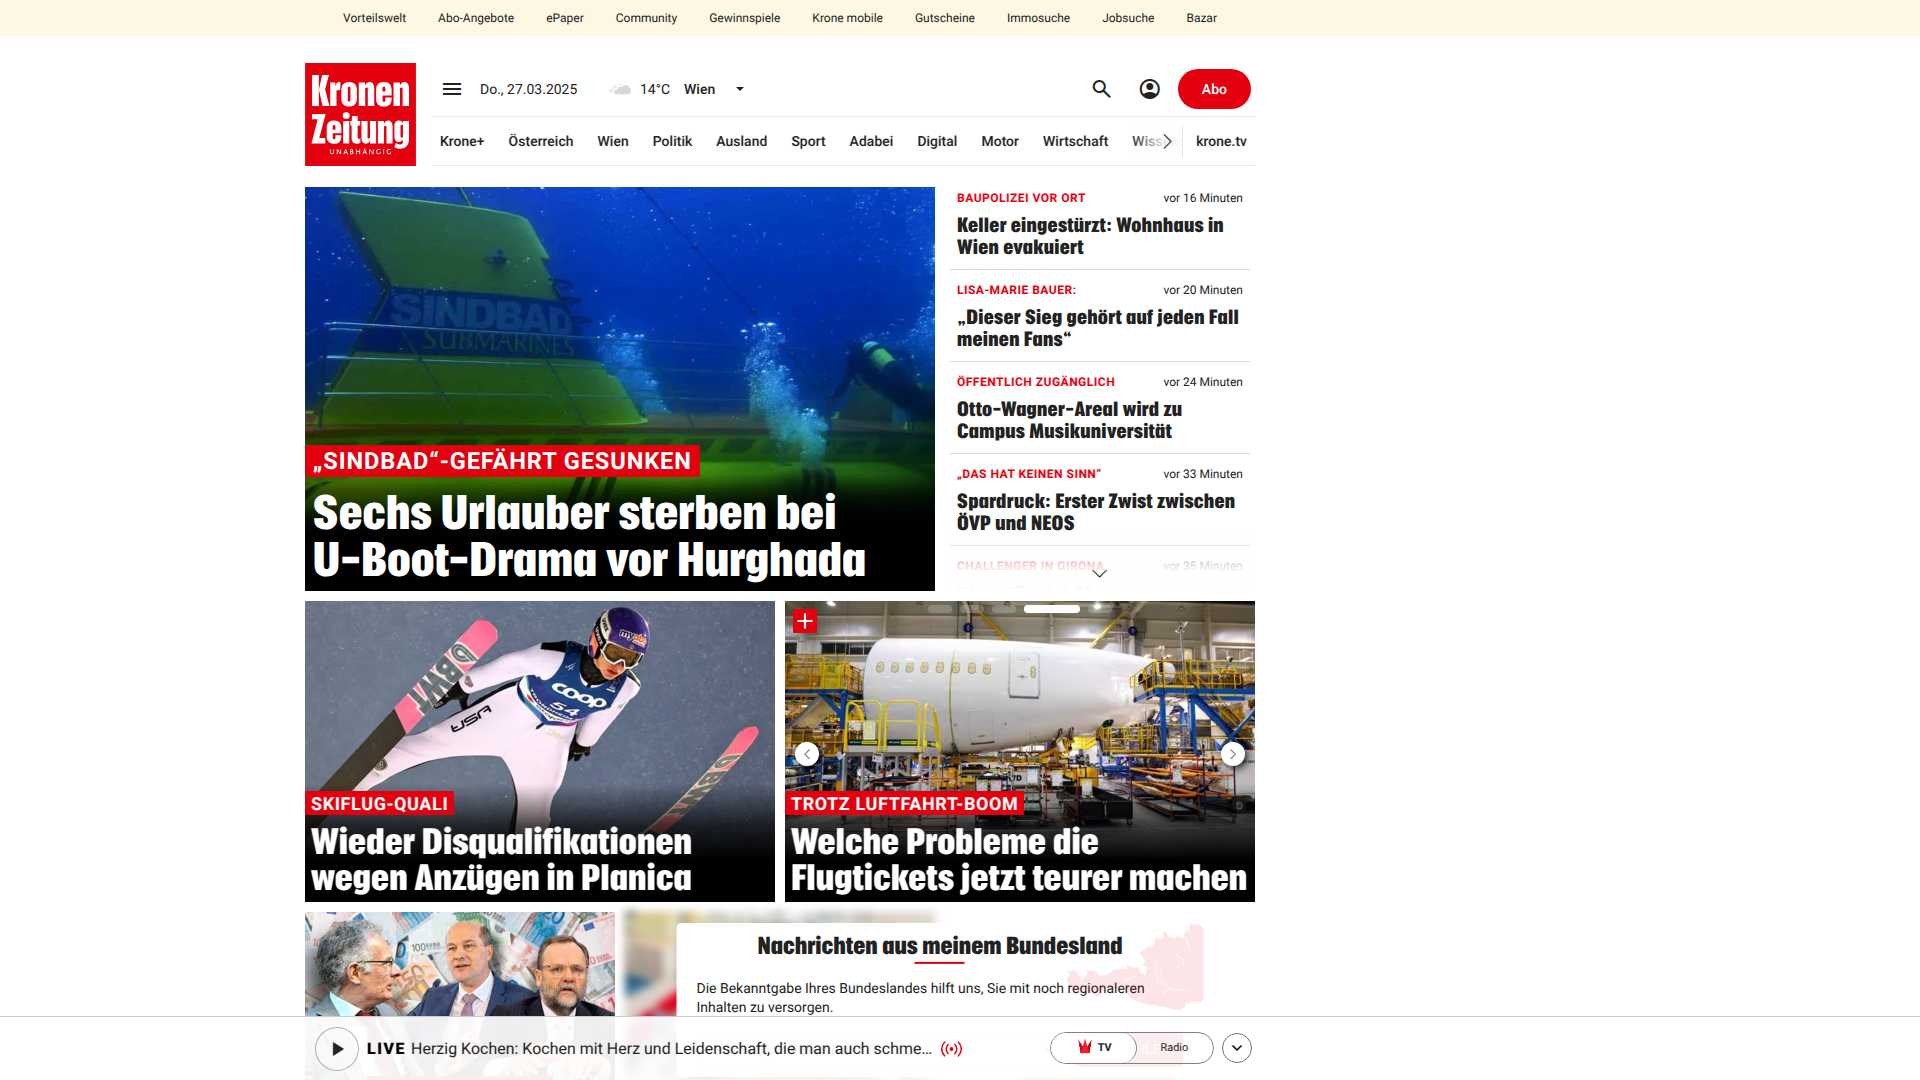 Vorteilswelt Abo-Angebote ePaper Community Gewinnspiele Krone mobile Gutscheine Immosuche Jobsuche Bazar
Kronen
Zeitung
UNABHÄNGIG
Do., 27.03.2025 14°C Wien Abo
Krone+ Österreich Wien Politik Ausland Sport Adabei Digital Motor Wirtschaft Wiss krone.tv
SINDBAD
SUBMARINES
„SINDBAD“-GEFÄHRT GESUNKEN
Sechs Urlauber sterben bei
U-Boot-Drama vor Hurghada
BAUPOLIZEI VOR ORT vor 16 Minuten
Keller eingestürzt: Wohnhaus in
Wien evakuiert
LISA-MARIE BAUER: vor 20 Minuten
„Dieser Sieg gehört auf jeden Fall
meinen Fans“
ÖFFENTLICH ZUGÄNGLICH vor 24 Minuten
Otto-Wagner-Areal wird zu
Campus Musikuniversität
„DAS HAT KEINEN SINN“ vor 33 Minuten
Spardruck: Erster Zwist zwischen
ÖVP und NEOS
CHALLENGER IN GIRONA vor 35 Minuten
BWT
coop
54
USA
BWT
SKIFLUG-QUALI
Wieder Disqualifikationen
wegen Anzügen in Planica
TROTZ LUFTFAHRT-BOOM
Welche Probleme die
Flugtickets jetzt teurer machen
Nachrichten aus meinem Bundesland
Die Bekanntgabe Ihres Bundeslandes hilft uns, Sie mit noch regionaleren
Inhalten zu versorgen.
LIVE Herzig Kochen: Kochen mit Herz und Leidenschaft, die man auch schme... TV Radio